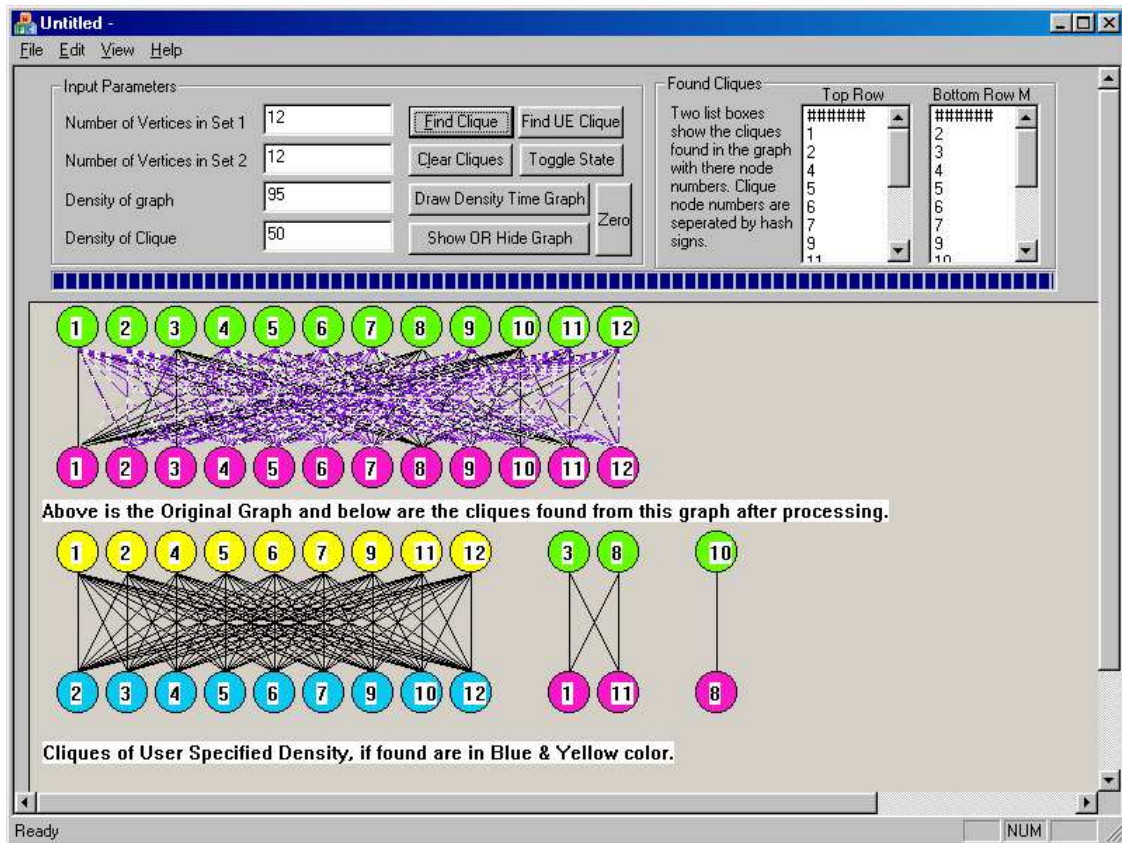 Untitled -
File Edit View Help
Input Parameters
Number of Vertices in Set 1 12
Number of Vertices in Set 2 12
Density of graph 95
Density of Clique 50
Find Clique Find UE Clique
Clear Cliques Toggle State
Draw Density Time Graph
Show OR Hide Graph
Zero
Found Cliques
Two list boxes
show the cliques
found in the graph
with there node
numbers. Clique
node numbers are
seperated by hash
signs.
Top Row
######
1
2
4
5
6
7
9
11
Bottom Row M
######
2
3
4
5
6
7
9
10
1 2 3 4 5 6 7 8 9 10 11 12
1 2 3 4 5 6 7 8 9 10 11 12
Above is the Original Graph and below are the cliques found from this graph after processing.
1 2 4 5 6 7 9 11 12 3 8 10
2 3 4 5 6 7 9 10 12 1 11 8
Cliques of User Specified Density, if found are in Blue & Yellow color.
Ready NUM